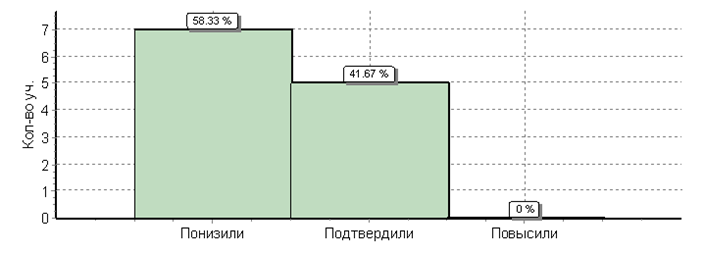 Кол-во уч.
7
6
5
4
3
2
1
0
58.33 %
41.67 %
0 %
Понизили
Подтвердили
Повысили